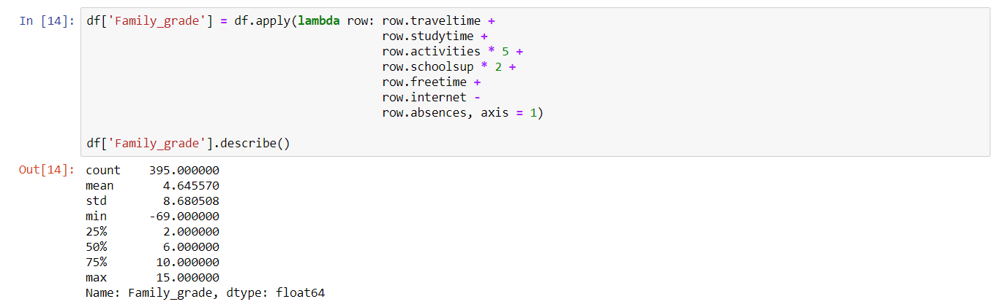 In [14]: df['Family_grade'] = df.apply(lambda row: row.traveltime +
row.studytime +
row.activities * 5 +
row.schoolsup * 2 +
row.freetime +
row.internet -
row.absences, axis = 1)
df['Family_grade'].describe()
Out[14]: count 395.000000
mean 4.645570
std 8.680508
min -69.000000
25% 2.000000
50% 6.000000
75% 10.000000
max 15.000000
Name: Family_grade, dtype: float64